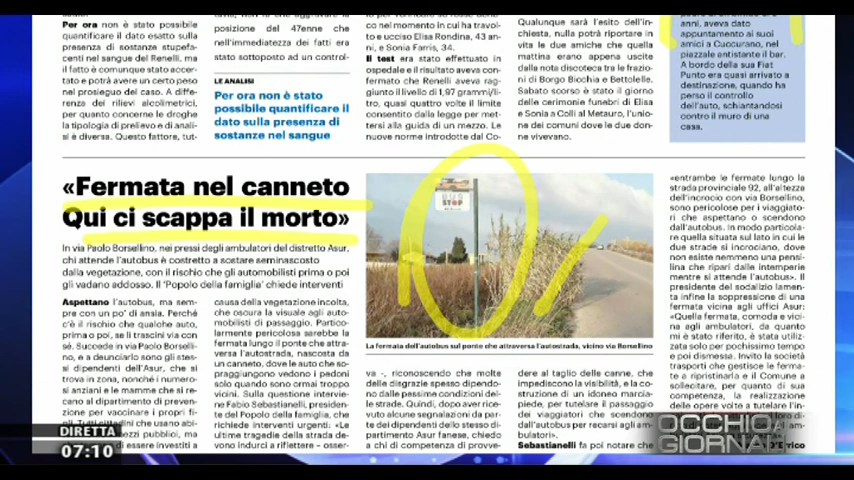 Per ora non è stato possibile
quantificare il dato esatto sulla
presenza di sostanze stupefa-
centi nel sangue del Renelli, ma
il fatto è comunque stato accer-
tato e potrà avere un certo peso
nel prosieguo del caso. A diffe-
renza dei rilievi alcolimetrici,
per quanto concerne le droghe
la tipologia di prelievo e di anali-
si è diversa. Questo fattore, tut-
posizione del 47enne che
nell'immediatezza dei fatti era
stato sottoposto ad un control-
LE ANALISI
Per ora non è stato
possibile quantificare il
dato sulla presenza di
sostanze nel sangue
e ucciso Elisa Rondina, 43 an-
ni, e Sonia Farris, 34.
Il test era stato effettuato in
ospedale e il risultato aveva con-
fermato che Renelli aveva rag-
giunto il livello di 1,97 grammi/li-
tro, quasi quattro volte il limite
consentito dalla legge per met-
tersi alla guida di un mezzo. Le
nuove norme introdotte dal Co-
Qualunque sarà l'esito dell'in-
chiesta, nulla potrà riportare in
vita le due amiche che quella
mattina erano appena uscite
dalla nota discoteca tra le frazio-
ni di Borgo Bicchia e Bettolelle.
Sabato scorso è stato il giorno
delle cerimonie funebri di Elisa
e Sonia a Colli al Metauro, l'unio-
ne dei comuni dove le due don-
ne vivevano.
anni, aveva dato
appuntamento ai suoi
amici a Cuccurano, nel
piazzale antistante il bar.
A bordo della sua Fiat
Punto era quasi arrivato a
destinazione, quando ha
perso il controllo
dell'auto, schiantandosi
contro il muro di una
casa.
«Fermata nel canneto
Qui ci scappa il morto»
In via Paolo Borsellino, nei pressi degli ambulatori del distretto Asur,
chi attende l'autobus è costretto a sostare seminascosto
dalla vegetazione, con il rischio che gli automobilisti prima o poi
gli vadano addosso. Il 'Popolo della famiglia' chiede interventi
BUS
STOP
La fermata dell'autobus sul ponte che attraversa l'autostrada, vicino via Borsellino
Aspettano l'autobus, ma sem-
pre con un po' di ansia. Perché
c'è il rischio che qualche auto,
prima o poi, se li trascini via con
sé. Succede in via Paolo Borselli-
no, e a denunciarlo sono gli stes-
si dipendenti dell'Asur, che si
trova in zona, nonché i numero-
si anziani e le mamme che si re-
cano al dipartimento di preven-
zione per vaccinare i propri fi-
gli. Tutti cittadini che usano abi-
mezzi pubblici, ma
di essere investiti a
causa della vegetazione incolta,
che oscura la visuale agli auto-
mobilisti di passaggio. Partico-
larmente pericolosa sarebbe la
fermata lungo il ponte che attra-
versa l'autostrada, nascosta da
un canneto, dove le auto che so-
praggiungono vedono i pedoni
solo quando sono ormai troppo
vicini. Sulla questione intervie-
ne Fabio Sebastianelli, presiden-
te del Popolo della famiglia, che
richiede interventi urgenti: «Le
ultime tragedie della strada de-
vono indurci a riflettere – osser-
va -, riconoscendo che molte
delle disgrazie spesso dipendo-
no dalle pessime condizioni del-
le strade. Quindi, dopo aver rice-
vuto alcune segnalazioni da par-
te dei dipendenti dello stesso di-
partimento Asur fanese, chiedo
a chi di competenza di provve-
dere al taglio delle canne, che
impediscono la visibilità, e la co-
struzione di un idoneo marcia-
piede, per tutelare il passaggio
dei viaggiatori che scendono
dall'autobus per recarsi agli am-
bulatori».
Sebastianelli fa poi notare che
«entrambe le fermate lungo la
strada provinciale 92, all'altezza
dell'incrocio con via Borsellino,
sono pericolose per i viaggiato-
ri che aspettano o scendono
dall'autobus. In modo particola-
re quella situata sul lato in cui le
due strade si incrociano, dove
non esiste nemmeno una pensi-
lina che ripari dalle intemperie
mentre si attende l'autobus». Il
presidente del sodalizio lamen-
ta infine la soppressione di una
fermata vicina agli uffici Asur:
«Quella fermata, comoda e vici-
na agli ambulatori, da quanto
mi è stato riferito, è stata utiliz-
zata solo per pochissimo tempo
e poi dismessa. Invito la società
trasporti che gestisce le fermate
a ripristinarla e il Comune a
sollecitare, per quanto di sua
competenza, la realizzazione
delle opere volte a tutelare l'in-
D'Errico
DIRETTA
07:10
OCCHIO
GIORNALI